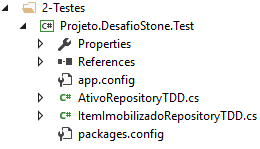 2-Testes
C# Projeto.DesafioStone.Test
Properties
References
app.config
C# AtivoRepositoryTDD.cs
C# ItemImobilizadoRepositoryTDD.cs
packages.config